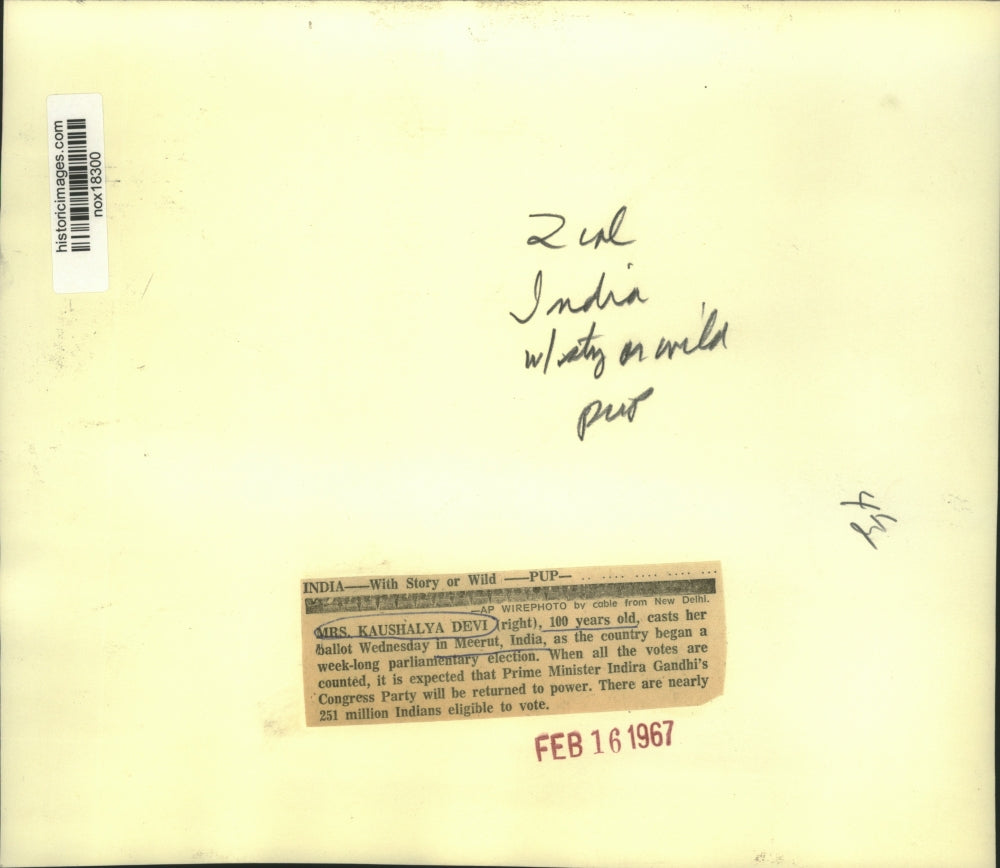 historicimages.com
nox18300
2 col
India
w/sty or wild
pup
INDIA——With Story or Wild ——PUP— .. .... .... .... ...
—AP WIREPHOTO by cable from New Delhi.
MRS. KAUSHALYA DEVI (right), 100 years old, casts her
ballot Wednesday in Meerut, India, as the country began a
week-long parliamentary election. When all the votes are
counted, it is expected that Prime Minister Indira Gandhi's
Congress Party will be returned to power. There are nearly
251 million Indians eligible to vote.
FEB 16 1967